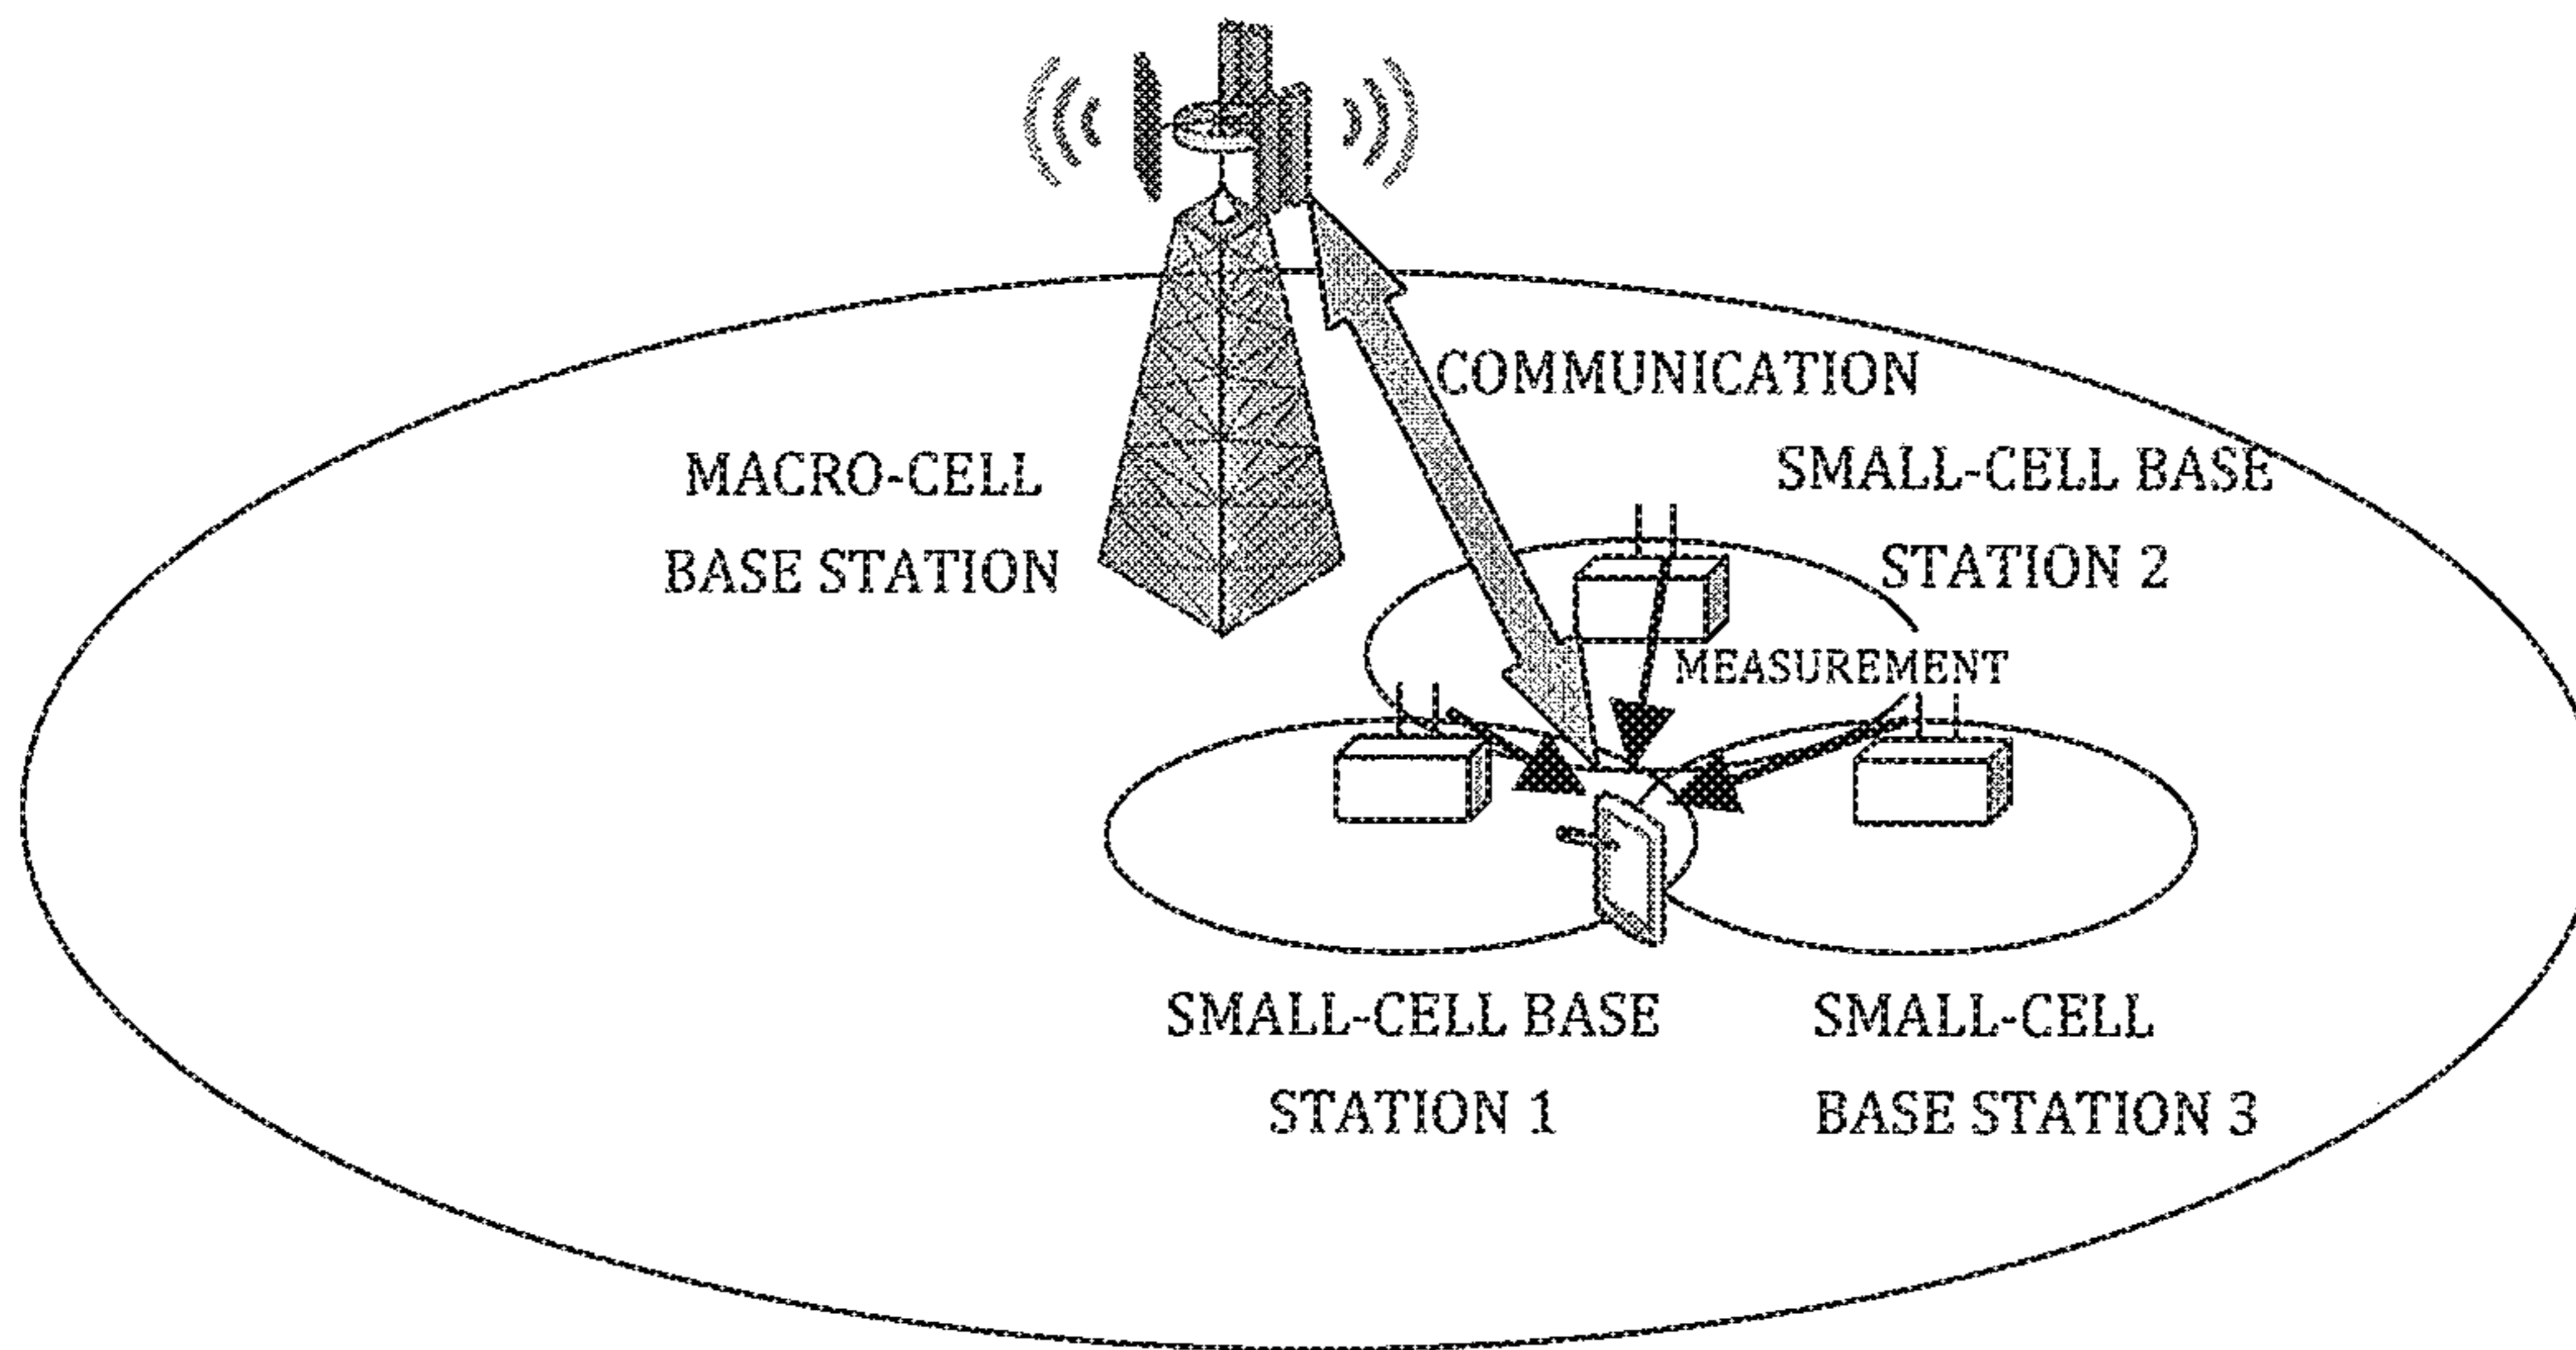 COMMUNICATION
MACRO-CELL
BASE STATION
SMALL-CELL BASE
STATION 2
MEASUREMENT
SMALL-CELL BASE
STATION 1
SMALL-CELL
BASE STATION 3